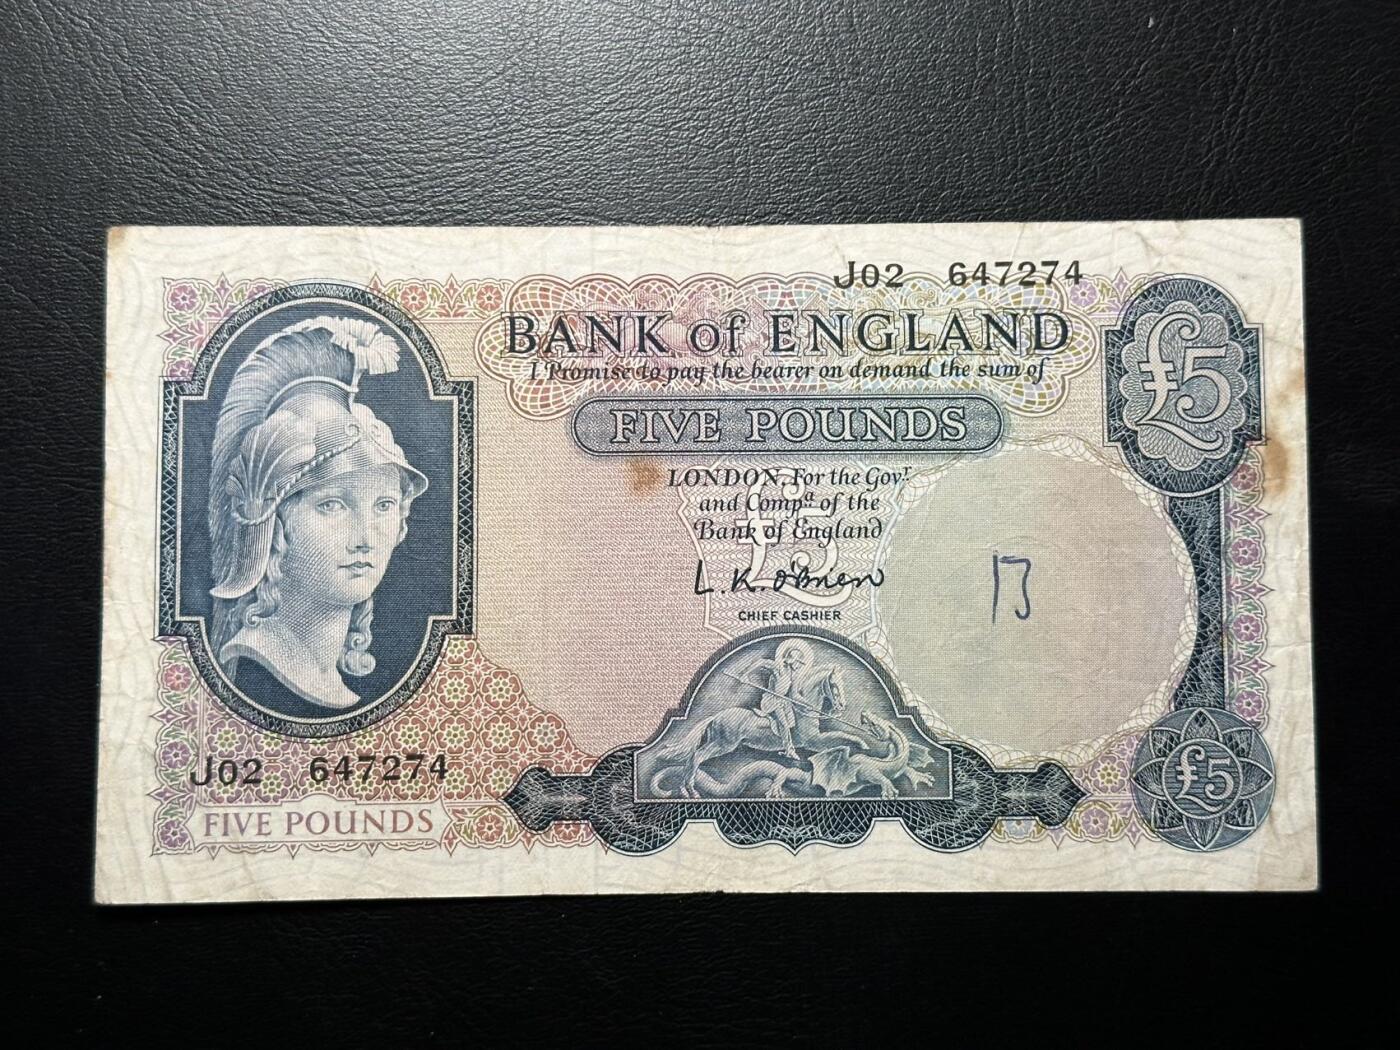 J02 647274
BANK of ENGLAND
I Promise to pay the bearer on demand the sum of
FIVE POUNDS
£5
LONDON, For the Govr.
and Compa. of the
Bank of England
£5
L.K. O'Brien
CHIEF CASHIER
J02 647274
FIVE POUNDS
£5